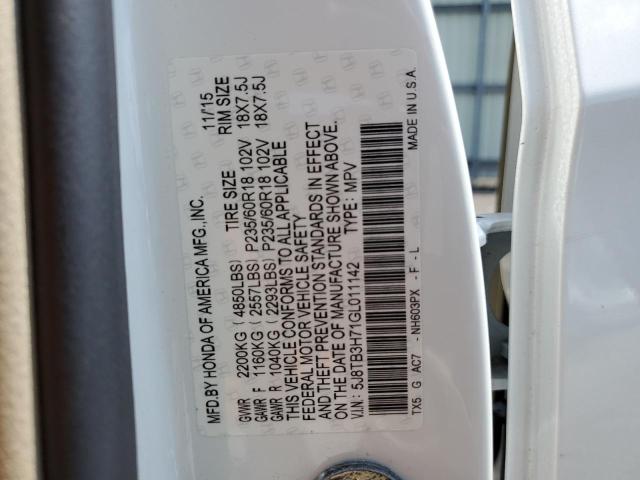 MFD.BY HONDA OF AMERICA MFG.,INC. 11/15
TIRE SIZE RIM SIZE
GVWR 2200KG (4850LBS)
GAWR F 1160KG (2557LBS) P235/60R18 102V 18X7.5J
GAWR R 1040KG (2293LBS) P235/60R18 102V 18X7.5J
THIS VEHICLE CONFORMS TO ALL APPLICABLE
FEDERAL MOTOR VEHICLE SAFETY
AND THEFT PREVENTION STANDARDS IN EFFECT
ON THE DATE OF MANUFACTURE SHOWN ABOVE.
V.I.N: 5J8TB3H71GL011142 TYPE: MPV
TX5 G AC7 - NH603PX - F - L MADE IN U.S.A.